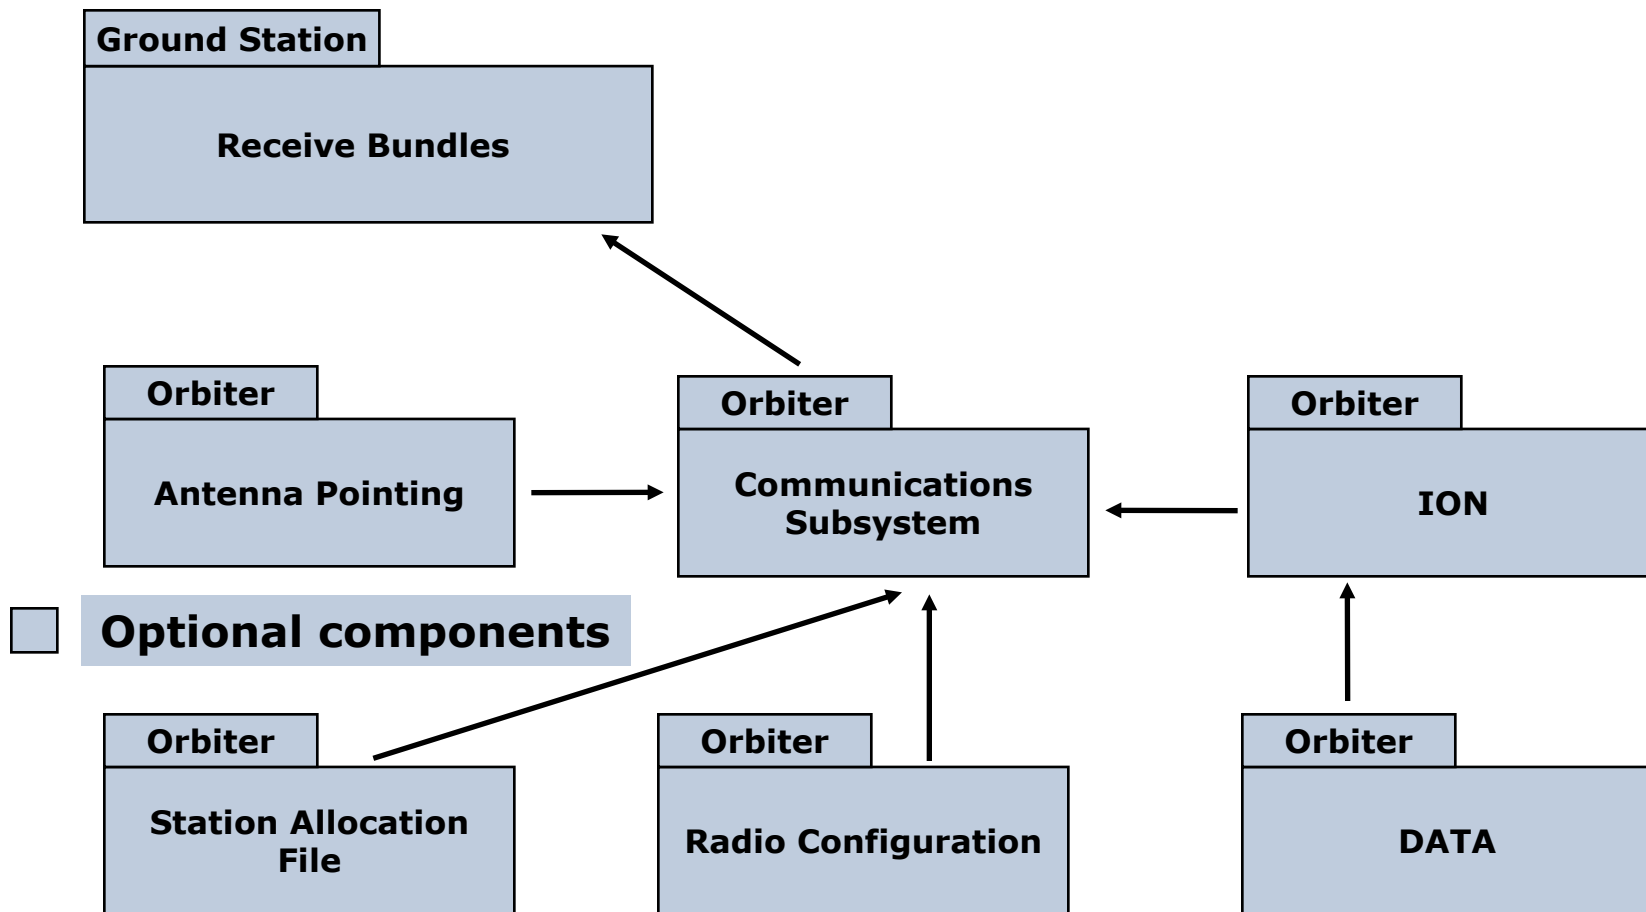 Ground Station
Receive Bundles
Orbiter
Antenna Pointing
Orbiter
Communications
Subsystem
Orbiter
ION
Optional components
Orbiter
Station Allocation
File
Orbiter
Radio Configuration
Orbiter
DATA